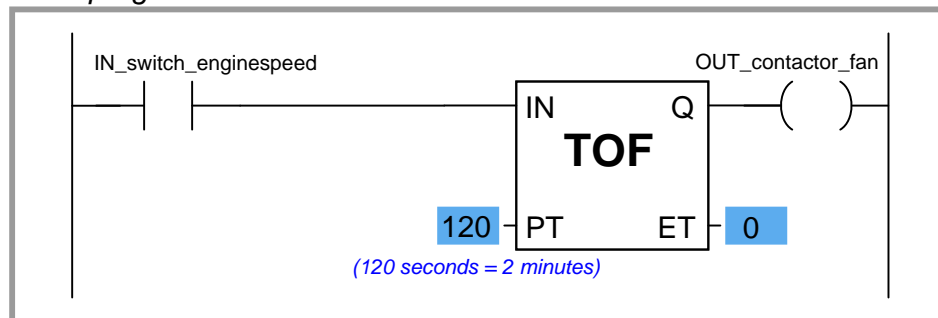 IN_switch_enginespeed
OUT_contactor_fan
IN Q
TOF
120 PT ET 0
(120 seconds = 2 minutes)